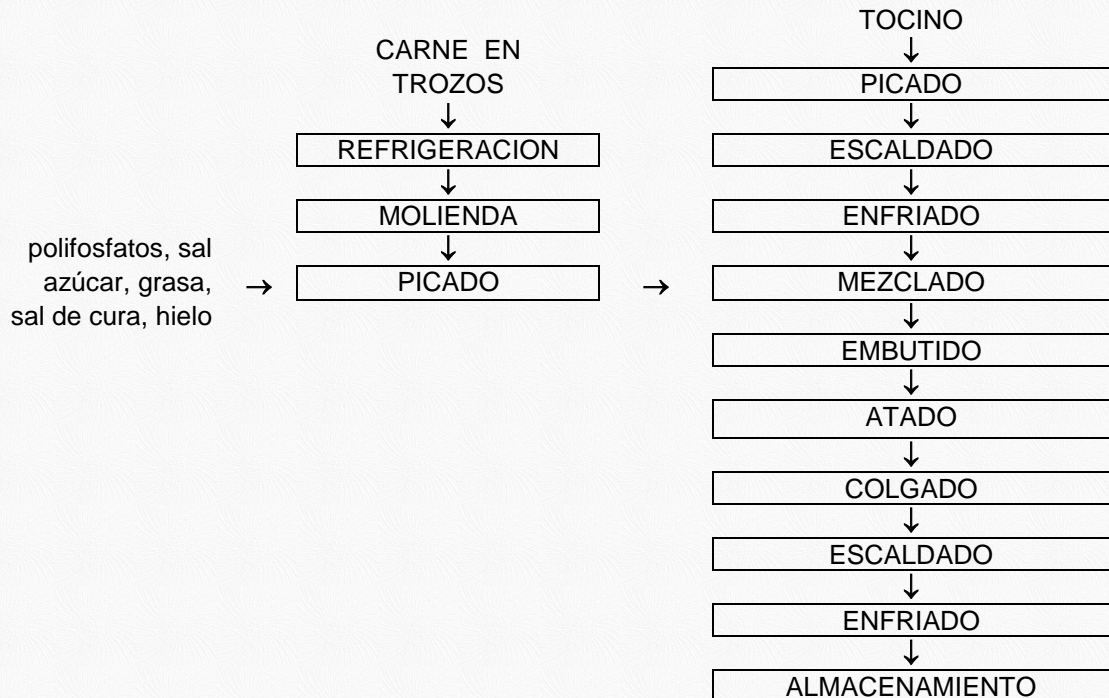 CARNE EN
TROZOS
REFRIGERACION
MOLIENDA
polifosfatos, sal
azúcar, grasa,
sal de cura, hielo
PICADO
TOCINO
PICADO
ESCALDADO
ENFRIADO
MEZCLADO
EMBUTIDO
ATADO
COLGADO
ESCALDADO
ENFRIADO
ALMACENAMIENTO